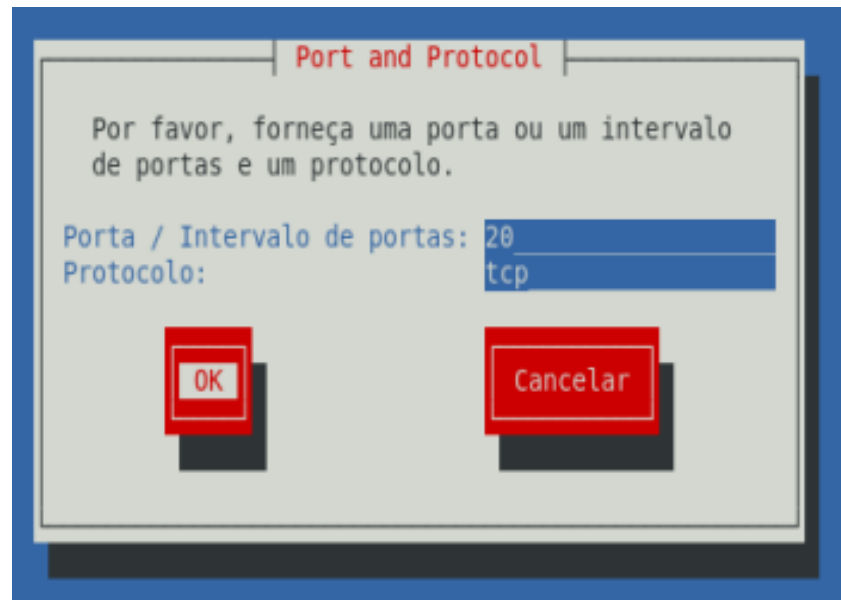 Port and Protocol
Por favor, forneça uma porta ou um intervalo
de portas e um protocolo.
Porta / Intervalo de portas: 20
Protocolo: tcp
OK Cancelar